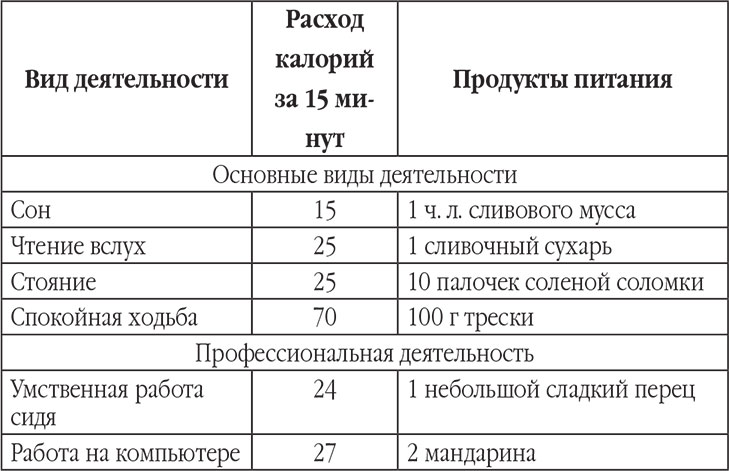 Вид деятельности
Расход
калорий
за 15 ми-
нут
Продукты питания
Основные виды деятельности
Сон 15 1 ч. л. сливового мусса
Чтение вслух 25 1 сливочный сухарь
Стояние 25 10 палочек соленой соломки
Спокойная ходьба 70 100 г трески
Профессиональная деятельность
Умственная работа
сидя
24 1 небольшой сладкий перец
Работа на компьютере 27 2 мандарина